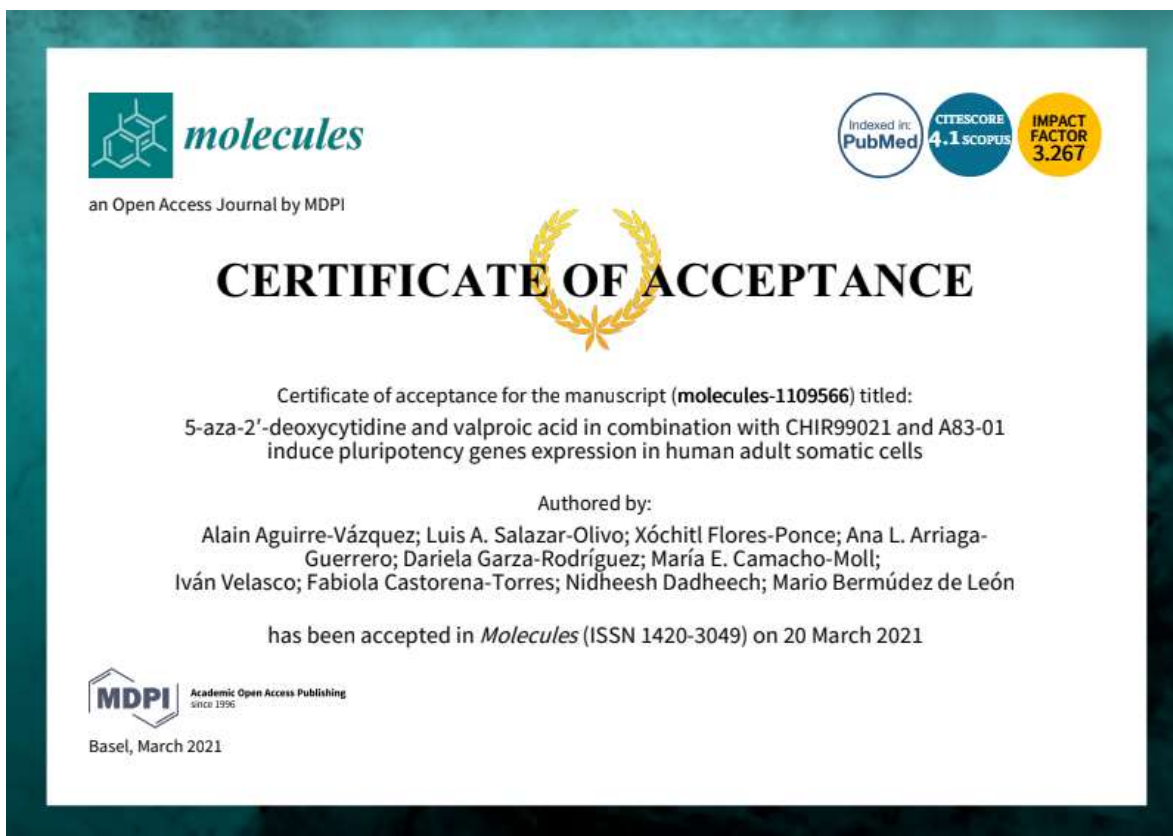 molecules
Indexed in:
PubMed
CITESCORE
4.1 SCOPUS
IMPACT
FACTOR
3.267
an Open Access Journal by MDPI
CERTIFICATE OF ACCEPTANCE
Certificate of acceptance for the manuscript (molecules-1109566) titled:
5-aza-2′-deoxycytidine and valproic acid in combination with CHIR99021 and A83-01
induce pluripotency genes expression in human adult somatic cells
Authored by:
Alain Aguirre-Vázquez; Luis A. Salazar-Olivo; Xóchitl Flores-Ponce; Ana L. Arriaga-
Guerrero; Dariela Garza-Rodríguez; María E. Camacho-Moll;
Iván Velasco; Fabiola Castorena-Torres; Nidheesh Dadheech; Mario Bermúdez de León
has been accepted in Molecules (ISSN 1420-3049) on 20 March 2021
MDPI
Academic Open Access Publishing
since 1996
Basel, March 2021